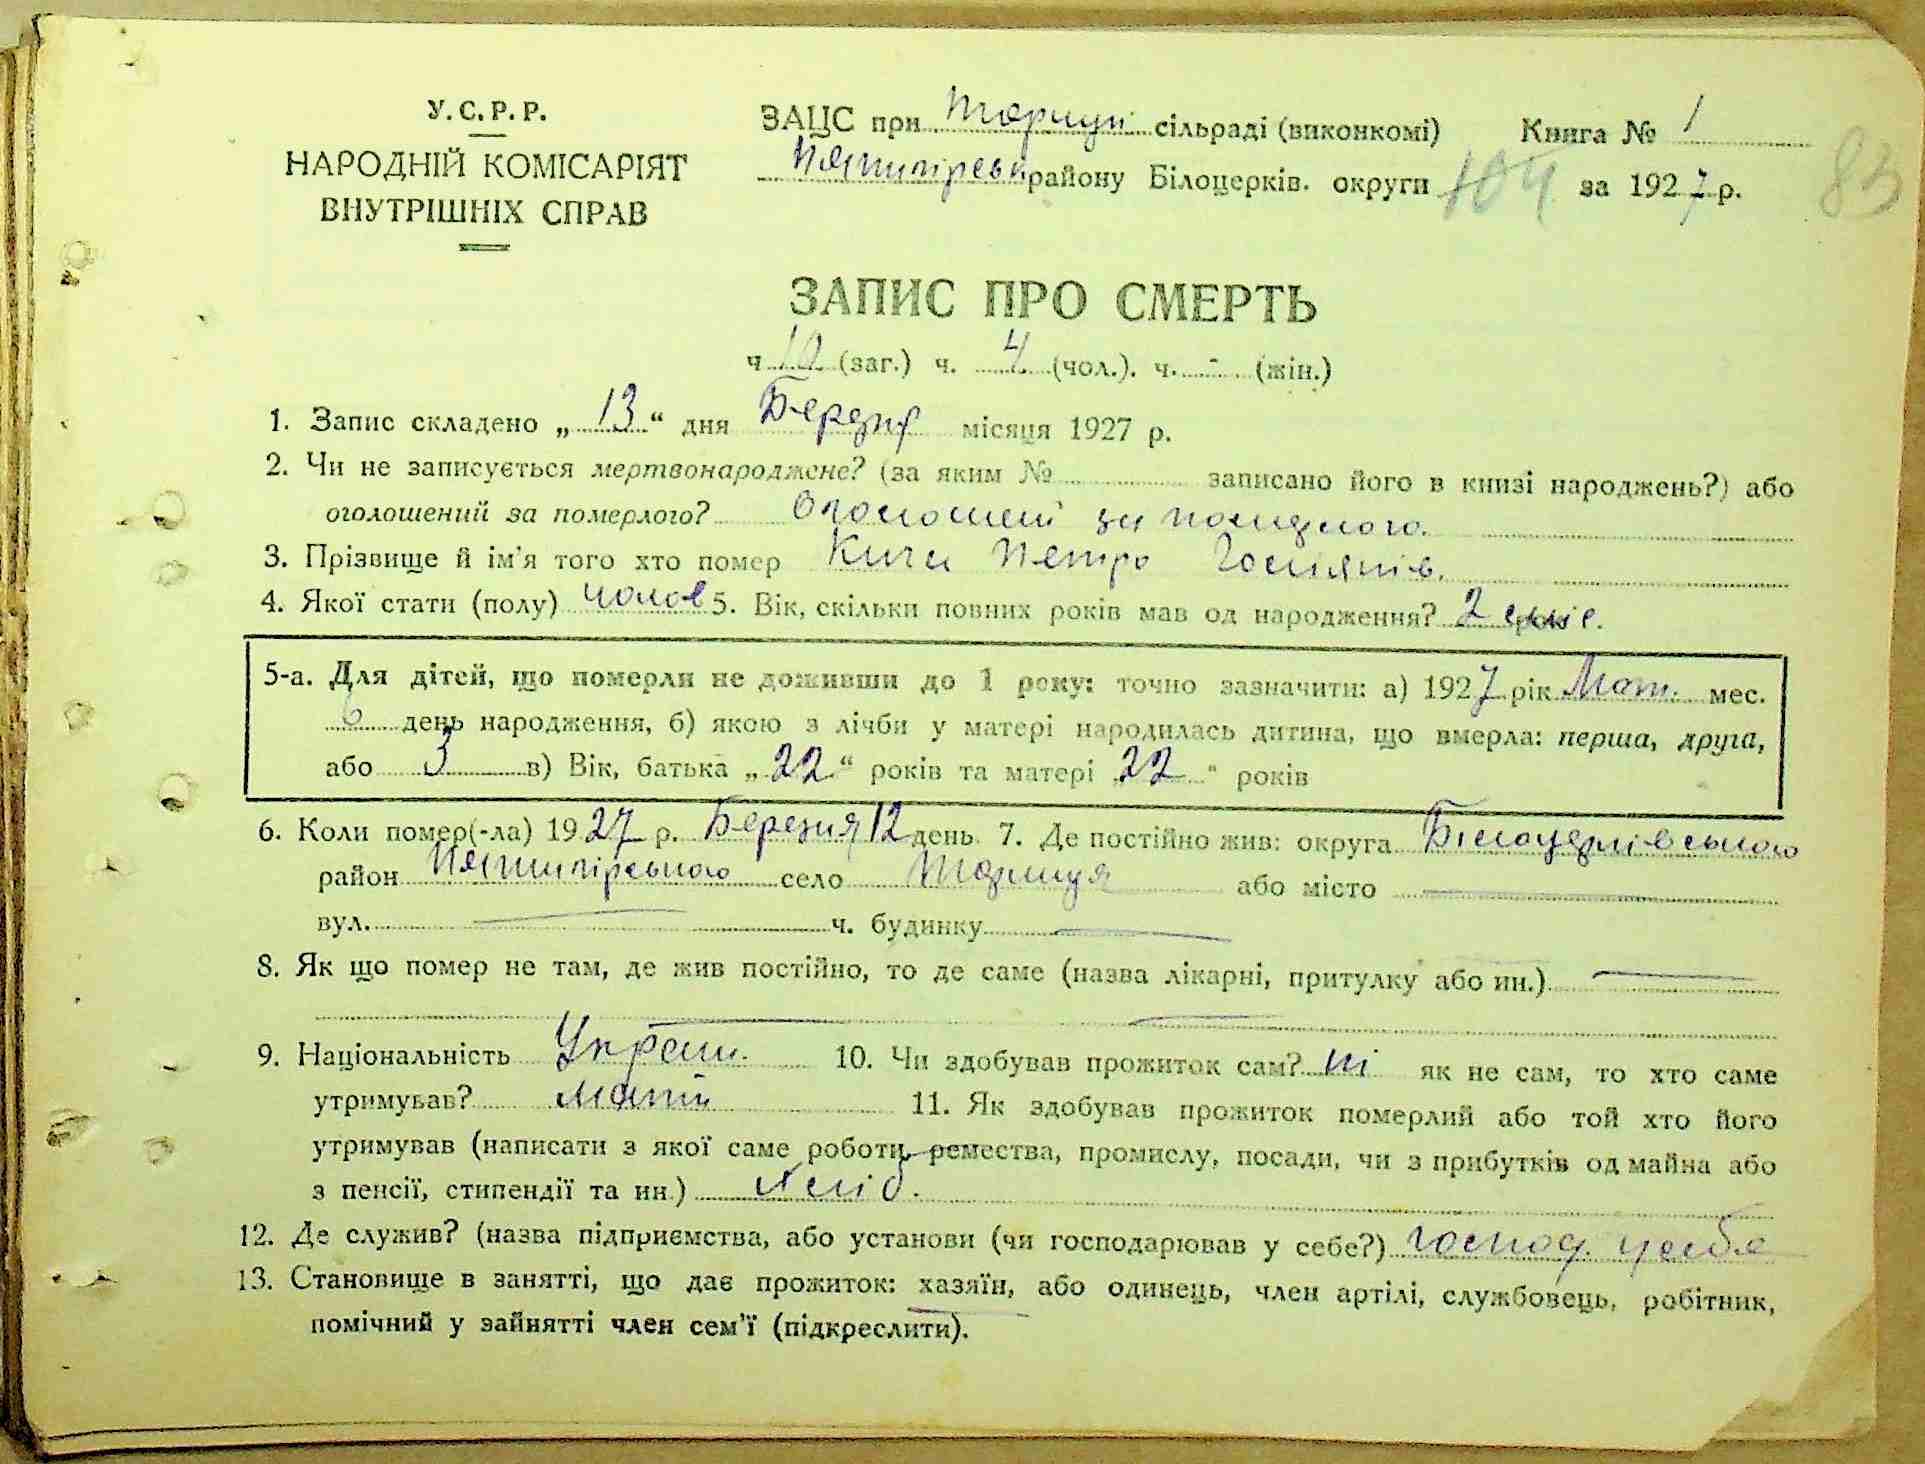 У.С.Р.Р.
НАРОДНІЙ КОМІСАРІЯТ
ВНУТРІШНІХ СПРАВ
ЗАЦС при Шориці сільраді (виконкомі) Книга № 1
району Білоцерків. округи 104 за 1927 р.
83
ЗАПИС ПРО СМЕРТЬ
ч 10 (заг.) ч. 4 (чол.). ч. - (жін.)
1. Запис складено „ 13 “ дня Березня місяця 1927 р.
2. Чи не записується мертвонароджене? (за яким № записано його в книзі народжень?) або
оголошений за померлого? за
3. Прізвище й ім'я того хто помер Петро
4. Якої стати (полу) чолов 5. Вік, скільки повних років мав од народження? 2
5-а. Для дітей, що померли не доживши до 1 року: точно зазначити: а) 1927 рік мес.
6 день народження, б) якою з лічби у матері народилась дитина, що вмерла: перша, друга,
або 3 в) Вік, батька „ 22 “ років та матері „ 22 “ років
6. Коли помер(-ла) 1927 р. Березня 12 день. 7. Де постійно жив: округа Білоцерківського
район село або місто
вул. ч. будинку
8. Як що помер не там, де жив постійно, то де саме (назва лікарні, притулку або ин.)
9. Національність Україн. 10. Чи здобував прожиток сам? ні як не сам, то хто саме
утримував? 11. Як здобував прожиток померлий або той хто його
утримував (написати з якої саме роботи, ремества, промислу, посади, чи з прибутків од майна або
з пенсії, стипендії та ин.) хліб.
12. Де служив? (назва підприємства, або установи (чи господарював у себе?) господ. у себе
13. Становище в занятті, що дає прожиток: хазяїн, або одинець, член артілі, службовець, робітник,
помічний у зайнятті член сем'ї (підкреслити).